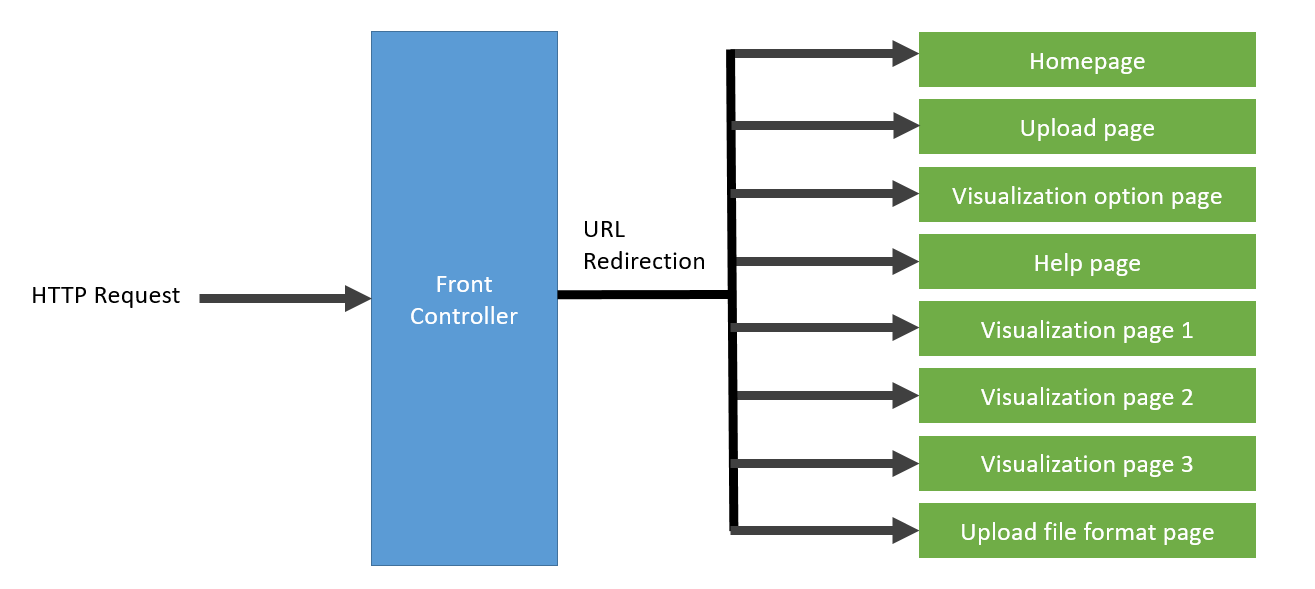 HTTP Request
Front
Controller
URL
Redirection
Homepage
Upload page
Visualization option page
Help page
Visualization page 1
Visualization page 2
Visualization page 3
Upload file format page